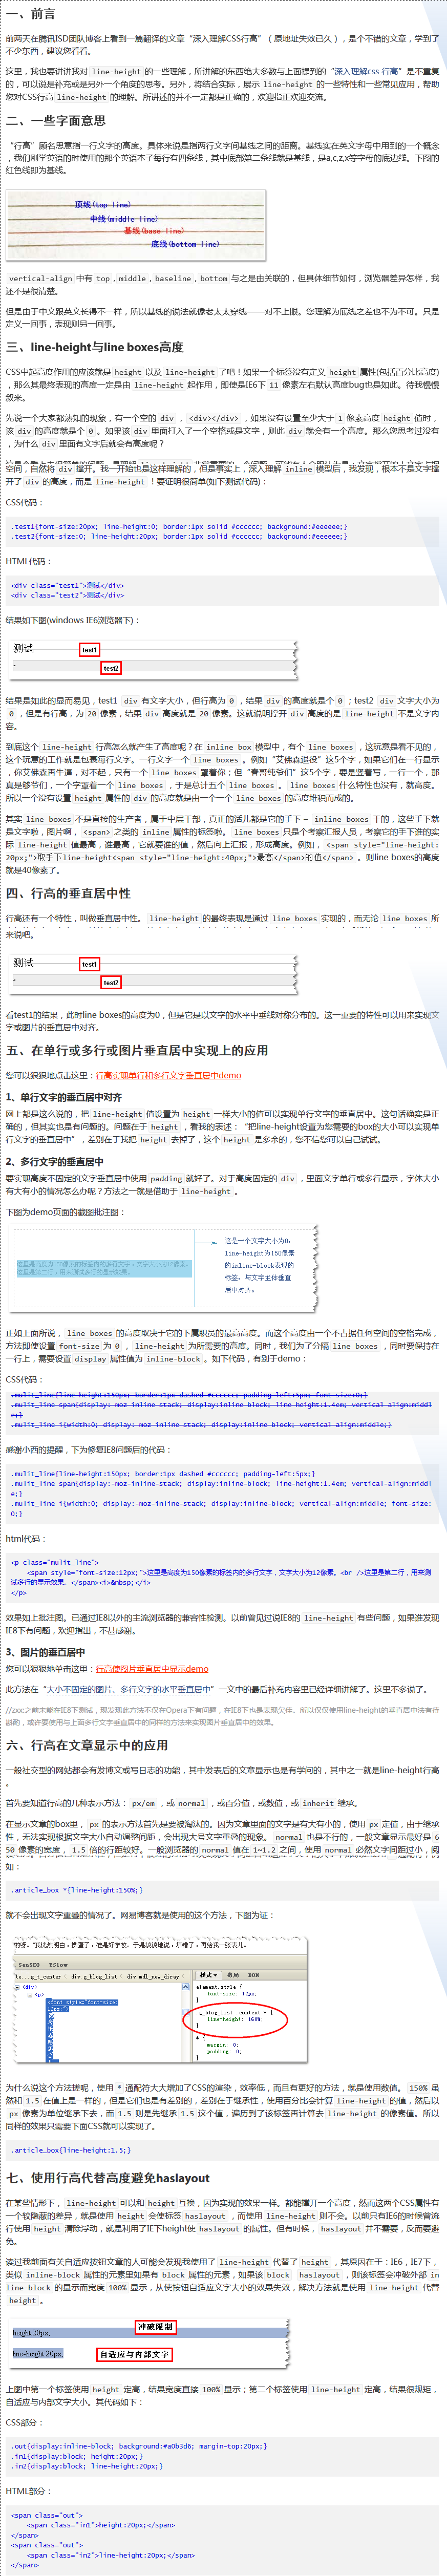 一、前言
前两天在腾讯ISD团队博客上看到一篇翻译的文章“深入理解CSS行高”（原地址失效已久），是个不错的文章，学到了
不少东西，建议您看看。
这里，我也要讲讲我对 line-height 的一些理解，所讲解的东西绝大多数与上面提到的“深入理解css 行高”是不重复
的，可以说是补充或是另外一个角度的思考。另外，将结合实际，展示 line-height 的一些特性和一些常见应用，帮助
您对CSS行高 line-height 的理解。所讲述的并不一定都是正确的，欢迎指正欢迎交流。
二、一些字面意思
“行高”顾名思意指一行文字的高度。具体来说是指两行文字间基线之间的距离。基线实在英文字母中用到的一个概念
，我们刚学英语的时使用的那个英语本子每行有四条线，其中底部第二条线就是基线，是a,c,z,x等字母的底边线。下图的
红色线即为基线。
顶线(top line)
中线(middle line)
基线(base line)
底线(bottom line)
vertical-align 中有 top，middle，baseline，bottom 与之是由关联的，但具体细节如何，浏览器差异怎样，我
还不是很清楚。
但是由于中文跟英文长得不一样，所以基线的说法就像老太太穿线——对不上眼。您理解为底线之差也不为不可。只是
定义一回事，表现则另一回事。
三、line-height与line boxes高度
CSS中起高度作用的应该就是 height 以及 line-height 了吧！如果一个标签没有定义 height 属性(包括百分比高度)
，那么其最终表现的高度一定是由 line-height 起作用，即使是IE6下 11 像素左右默认高度bug也是如此。待我慢慢
叙来。
先说一个大家都熟知的现象，有一个空的 div ， <div></div> ，如果没有设置至少大于 1 像素高度 height 值时，
该 div 的高度就是个 0 。如果该 div 里面打入了一个空格或是文字，则此 div 就会有一个高度。那么您思考过没有
，为什么 div 里面有文字后就会有高度呢？
空间，自然将 div 撑开。我一开始也是这样理解的，但是事实上，深入理解 inline 模型后，我发现，根本不是文字撑
开了 div 的高度，而是 line-height ！要证明很简单(如下测试代码)：
CSS代码：
.test1{font-size:20px; line-height:0; border:1px solid #cccccc; background:#eeeeee;}
.test2{font-size:0; line-height:20px; border:1px solid #cccccc; background:#eeeeee;}
HTML代码：
<div class="test1">测试</div>
<div class="test2">测试</div>
结果如下图(windows IE6浏览器下)：
测试
test1
test2
结果是如此的显而易见，test1 div 有文字大小，但行高为 0 ，结果 div 的高度就是个 0 ；test2 div 文字大小为
0 ，但是有行高，为 20 像素，结果 div 高度就是 20 像素。这就说明撑开 div 高度的是 line-height 不是文字内
容。
到底这个 line-height 行高怎么就产生了高度呢？在 inline box 模型中，有个 line boxes ，这玩意是看不见的，
这个玩意的工作就是包裹每行文字。一行文字一个 line boxes 。例如“艾佛森退役”这5个字，如果它们在一行显示
，你艾佛森再牛逼，对不起，只有一个 line boxes 罩着你；但“春哥纯爷们”这5个字，要是竖着写，一行一个，那
真是够爷们，一个字罩着一个 line boxes ，于是总计五个 line boxes 。 line boxes 什么特性也没有，就高度。
所以一个没有设置 height 属性的 div 的高度就是由一个一个 line boxes 的高度堆积而成的。
其实 line boxes 不是直接的生产者，属于中层干部，真正的活儿都是它的手下 – inline boxes 干的，这些手下就
是文字啦，图片啊， <span> 之类的 inline 属性的标签啦。 line boxes 只是个考察汇报人员，考察它的手下谁的实
际 line-height 值最高，谁最高，它就要谁的值，然后向上汇报，形成高度。例如， <span style="line-height:
20px;">取手下line-height<span style="line-height:40px;">最高</span>的值</span> 。则line boxes的高度
就是40像素了。
四、行高的垂直居中性
行高还有一个特性，叫做垂直居中性。 line-height 的最终表现是通过 line boxes 实现的，而无论 line boxes 所
来说吧。
测试
test1
test2
看test1的结果，此时line boxes的高度为0，但是它是以文字的水平中垂线对称分布的。这一重要的特性可以用来实现文
字或图片的垂直居中对齐。
五、在单行或多行或图片垂直居中实现上的应用
您可以狠狠地点击这里：行高实现单行和多行文字垂直居中demo
1、单行文字的垂直居中对齐
网上都是这么说的，把 line-height 值设置为 height 一样大小的值可以实现单行文字的垂直居中。这句话确实是正
确的，但其实也是有问题的。问题在于 height ，看我的表述：“把line-height设置为您需要的box的大小可以实现单
行文字的垂直居中”，差别在于我把 height 去掉了，这个 height 是多余的，您不信您可以自己试试。
2、多行文字的垂直居中
要实现高度不固定的文字垂直居中使用 padding 就好了。对于高度固定的 div ，里面文字单行或多行显示，字体大小
有大有小的情况怎么办呢？方法之一就是借助于 line-height 。
下图为demo页面的截图批注图：
这是高度为150像素的标签内的多行文字，文字大小为12像素。
这里是第二行，用来测试多行的显示效果。
这是一个文字大小为0，
line-height为150像素
的inline-block表现的
标签，与文字主体垂直
居中对齐。
正如上面所说， line boxes 的高度取决于它的下属职员的最高高度。而这个高度由一个不占据任何空间的空格完成，
方法即使设置 font-size 为 0 ， line-height 为所需要的高度。同时，我们为了分隔 line boxes ，同时要保持在
一行上，需要设置 display 属性值为 inline-block 。如下代码，有别于demo：
CSS代码：
.mulit_line{line-height:150px; border:1px dashed #cccccc; padding-left:5px; font-size:0;}
.mulit_line span{display:-moz-inline-stack; display:inline-block; line-height:1.4em; vertical-align:middl
e;}
.mulit_line i{width:0; display:-moz-inline-stack; display:inline-block; vertical-align:middle;}
感谢小西的提醒，下为修复IE8问题后的代码：
.mulit_line{line-height:150px; border:1px dashed #cccccc; padding-left:5px;}
.mulit_line span{display:-moz-inline-stack; display:inline-block; line-height:1.4em; vertical-align:middl
e;}
.mulit_line i{width:0; display:-moz-inline-stack; display:inline-block; vertical-align:middle; font-size:
0;}
html代码：
<p class="mulit_line">
<span style="font-size:12px;">这里是高度为150像素的标签内的多行文字，文字大小为12像素。<br />这里是第二行，用来测
试多行的显示效果。</span><i>&nbsp;</i>
</p>
效果如上批注图。已通过IE8以外的主流浏览器的兼容性检测。以前曾见过说IE8的 line-height 有些问题，如果谁发现
IE8下有问题，欢迎指出，不甚感谢。
3、图片的垂直居中
您可以狠狠地单击这里：行高使图片垂直居中显示demo
此方法在“大小不固定的图片、多行文字的水平垂直居中”一文中的最后补充内容里已经详细讲解了。这里不多说了。
//zxx:之前未能在IE8下测试，现发现此方法不仅在Opera下有问题，在IE8下也是表现欠佳。所以仅仅使用line-height的垂直居中法有待
斟酌，或许要使用与上面多行文字垂直居中的同样的方法来实现图片垂直居中的效果。
六、行高在文章显示中的应用
一般社交型的网站都会有发博文或写日志的功能，其中发表后的文章显示也是有学问的，其中之一就是line-height行高
。
首先要知道行高的几种表示方法： px/em ，或 normal ，或百分值，或数值，或 inherit 继承。
在显示文章的box里， px 的表示方法首先是要被淘汰的。因为文章里面的文字是有大有小的，使用 px 定值，由于继承
性，无法实现根据文字大小自动调整间距，会出现大号文字重叠的现象。 normal 也是不行的，一般文章显示最好是 6
50 像素的宽度， 1.5 倍的行距较好。一般浏览器的 normal 值在 1~1.2 之间，使用 normal 必然文字间距过小，阅
如：
.article_box *{line-height:150%;}
就不会出现文字重叠的情况了。网易博客就是使用的这个方法，下图为证：
的好。"我恍然明白。操蛋了，准是好学校。于是说谈地说，填错了，再给我一张表儿。
SenSEO YSlow
le... g_t_center < div.g_blog_list < div.mdl_new_diray
样式 布局 DOM
<div>
<p>
<font style="font-size
12px;">
element.style {
font-size: 12px;
}
.g_blog_list .content * {
line-height: 160%;
}
* {
margin: 0;
padding: 0;
为什么说这个方法搓呢，使用 * 通配符大大增加了CSS的渲染，效率低，而且有更好的方法，就是使用数值。 150% 虽
然和 1.5 在值上是一样的，但是它们也是有差别的，差别在于继承性，使用百分比会计算 line-height 的值，然后以
px 像素为单位继承下去，而 1.5 则是先继承 1.5 这个值，遍历到了该标签再计算去 line-height 的像素值。所以
同样的效果只需要下面CSS就可以实现了。
.article_box{line-height:1.5;}
七、使用行高代替高度避免haslayout
在某些情形下， line-height 可以和 height 互换，因为实现的效果一样。都能撑开一个高度，然而这两个CSS属性有
一个较隐蔽的差异，就是使用 height 会使标签 haslayout ，而使用 line-height 则不会。以前只有IE6的时候曾流
行使用 height 清除浮动，就是利用了IE下height使 haslayout 的属性。但有时候， haslayout 并不需要，反而要避
免。
读过我前面有关自适应按钮文章的人可能会发现我使用了 line-height 代替了 height ，其原因在于：IE6，IE7下，
类似 inline-block 属性的元素里如果有 block 属性的元素，如果该 block haslayout ，则该标签会冲破外部 in
line-block 的显示而宽度 100% 显示，从使按钮自适应文字大小的效果失效，解决方法就是使用 line-height 代替
height 。
冲破限制
height:20px;
line-height:20px;
自适应与内部文字
上图中第一个标签使用 height 定高，结果宽度直接 100% 显示；第二个标签使用 line-height 定高，结果很规矩，
自适应与内部文字大小。其代码如下：
CSS部分：
.out{display:inline-block; background:#a0b3d6; margin-top:20px;}
.in1{display:block; height:20px;}
.in2{display:block; line-height:20px;}
HTML部分：
<span class="out">
<span class="in1">height:20px;</span>
</span>
<span class="out">
<span class="in2">line-height:20px;</span>
</span>